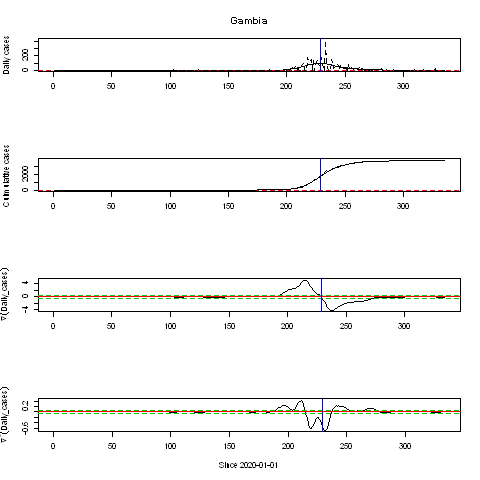 Gambia
Daily cases
0 200
0 50 100 150 200 250 300
Cumulative cases
0 2000
0 50 100 150 200 250 300
∇(Daily_cases)
-4 0 4
0 50 100 150 200 250 300
∇²(Daily_cases)
-0.6 0.2
0 50 100 150 200 250 300
Since 2020-01-01